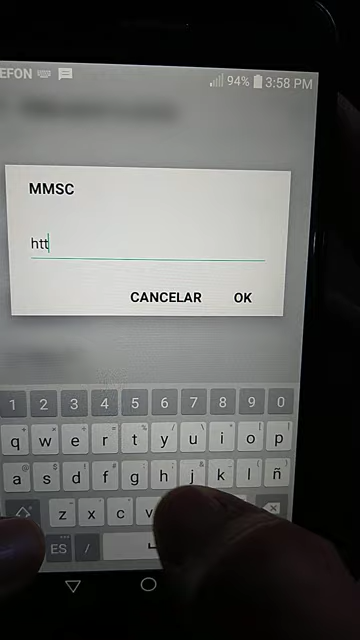 EFON 94% 3:58 PM
MMSC
htt
CANCELAR OK
1 2 3 4 5 6 7 8 9 0
q w e r t y u i o p
a s d f g h j k l ñ
z x c v
ES /